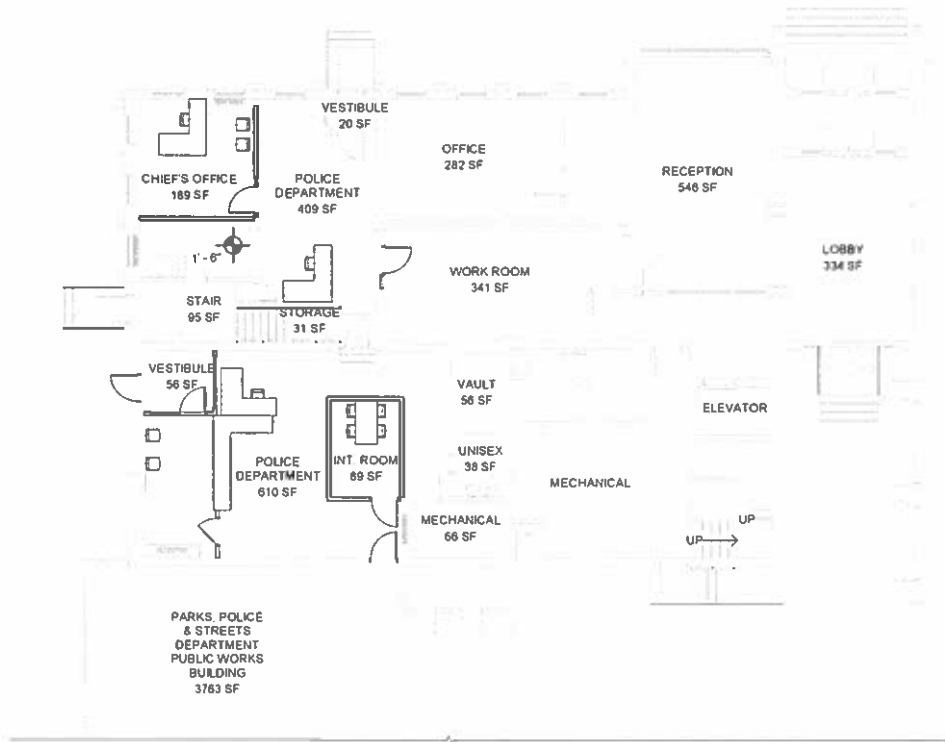 VESTIBULE
20 SF
OFFICE
282 SF
CHIEF'S OFFICE
189 SF
POLICE
DEPARTMENT
409 SF
RECEPTION
546 SF
1' - 6"
WORK ROOM
341 SF
LOBBY
334 SF
STAIR
95 SF
STORAGE
31 SF
VESTIBULE
56 SF
VAULT
56 SF
ELEVATOR
POLICE
DEPARTMENT
610 SF
INT. ROOM
69 SF
UNISEX
38 SF
MECHANICAL
MECHANICAL
66 SF
UP
UP
PARKS, POLICE
& STREETS
DEPARTMENT
PUBLIC WORKS
BUILDING
3763 SF